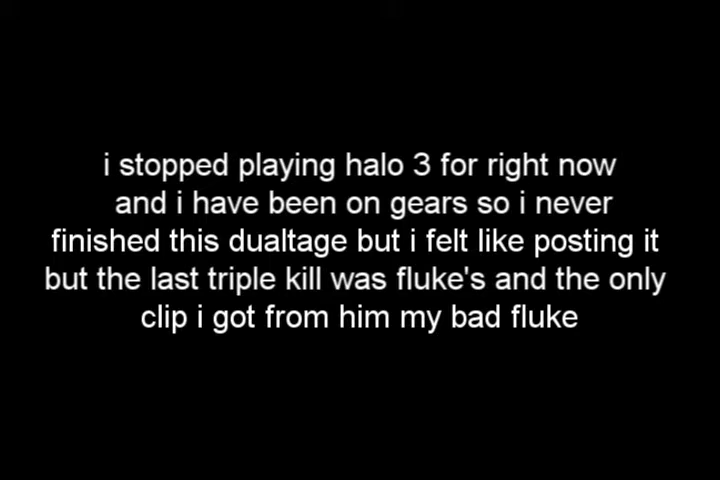 i stopped playing halo 3 for right now
and i have been on gears so i never
finished this dualtage but i felt like posting it
but the last triple kill was fluke's and the only
clip i got from him my bad fluke